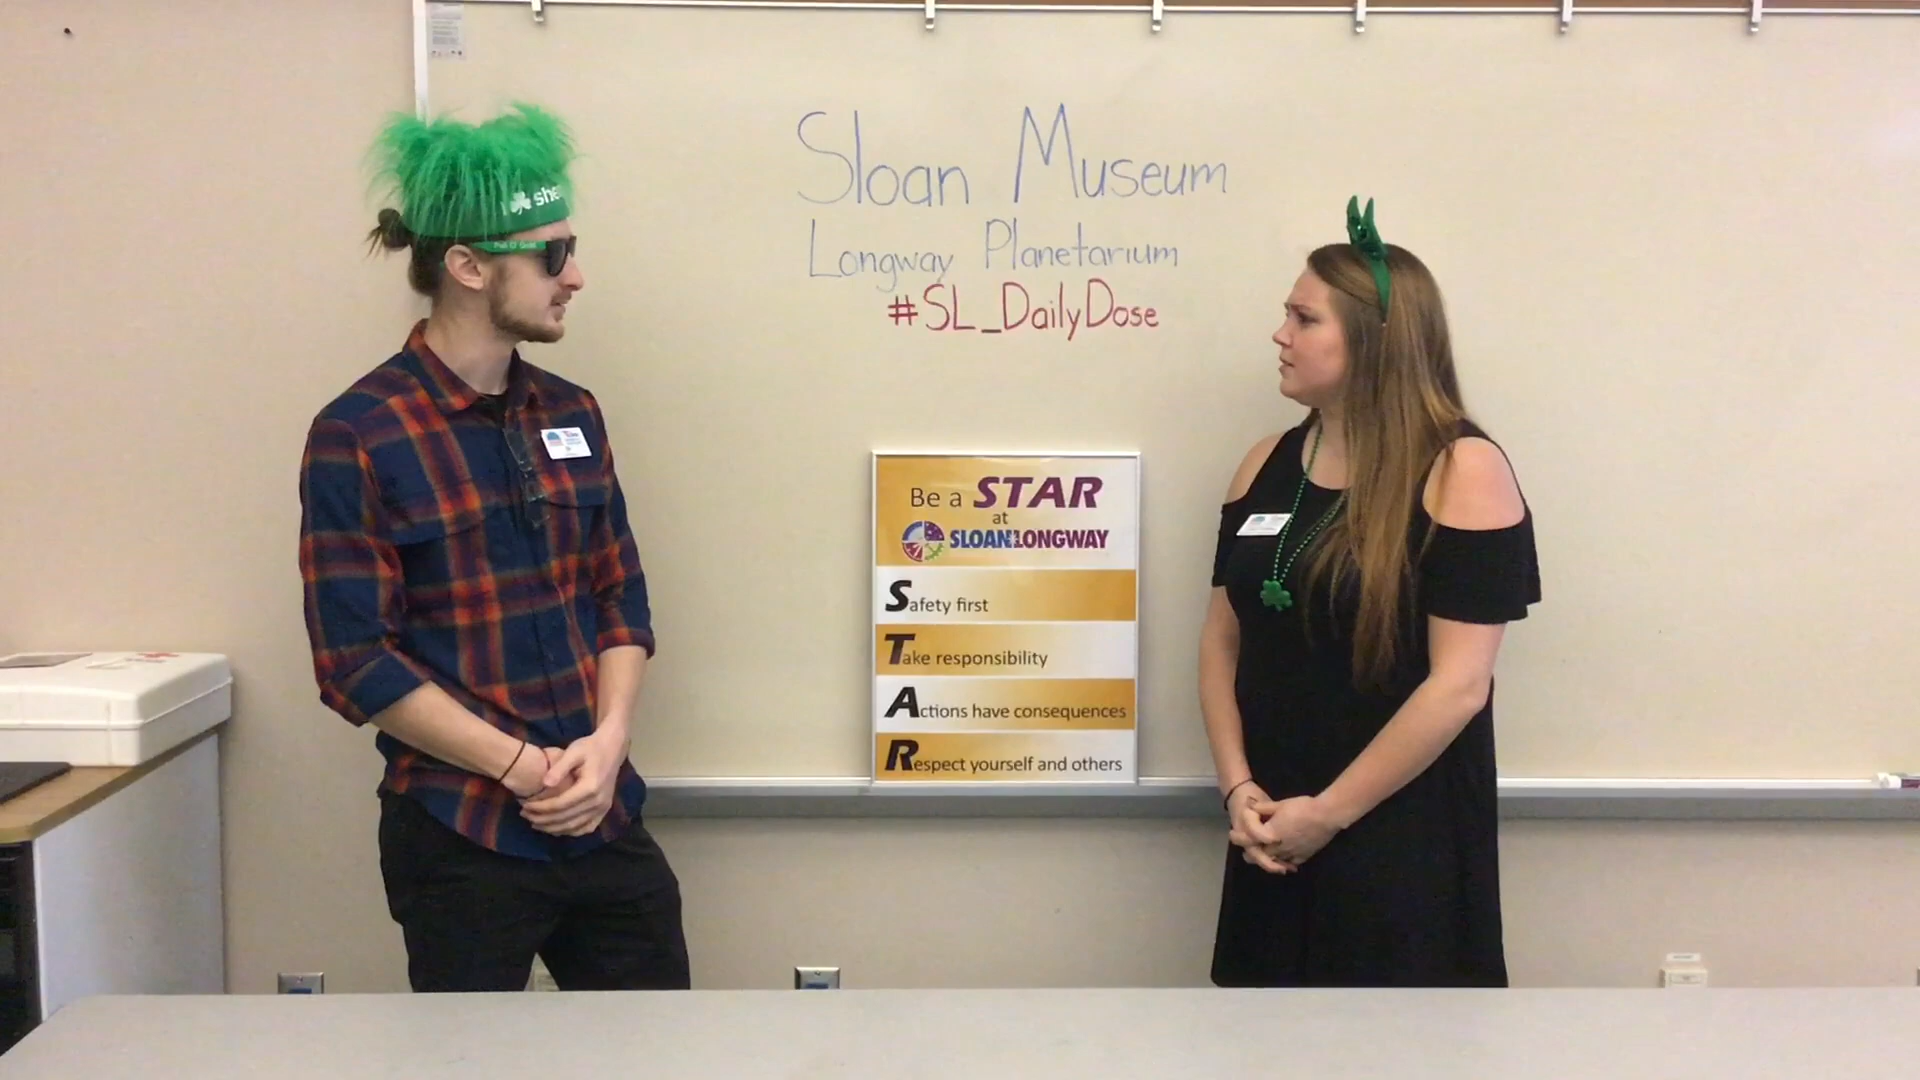 Sloan Museum
Longway Planetarium
#SL_DailyDose
she
Be a STAR
at
SLOAN LONGWAY
Safety first
Take responsibility
Actions have consequences
Respect yourself and others